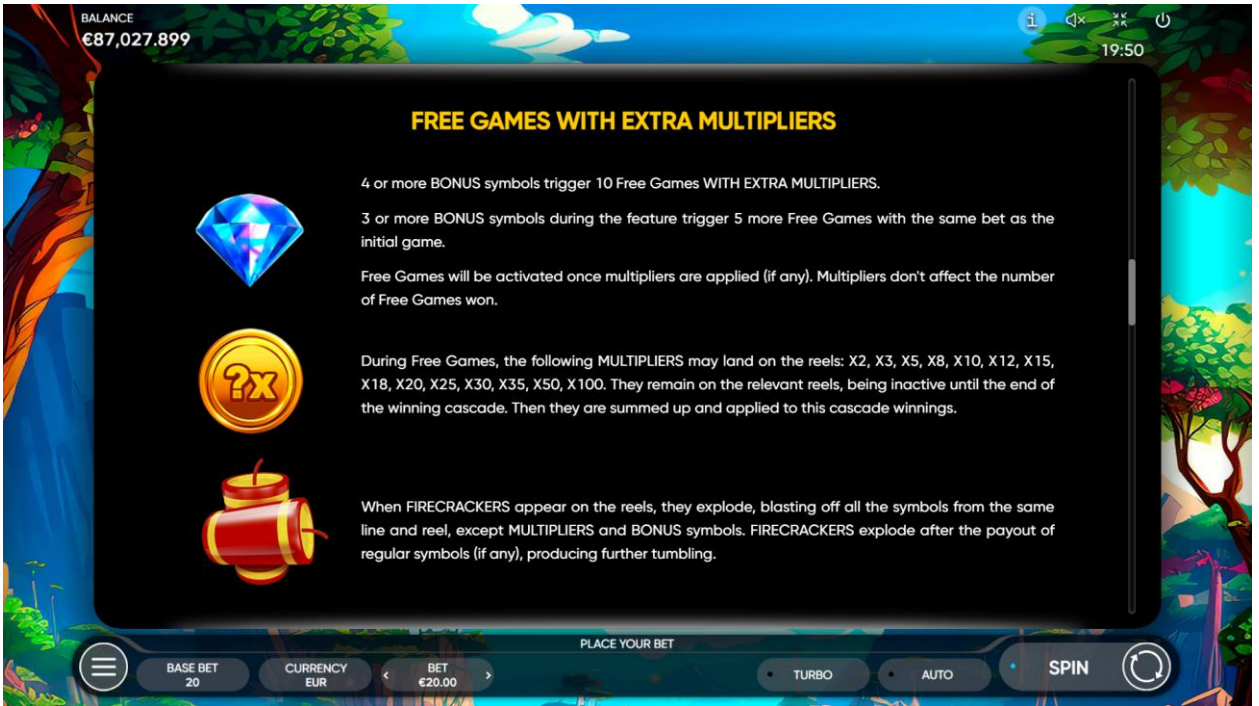 BALANCE
€87,027.899
i
19:50
FREE GAMES WITH EXTRA MULTIPLIERS
4 or more BONUS symbols trigger 10 Free Games WITH EXTRA MULTIPLIERS.
3 or more BONUS symbols during the feature trigger 5 more Free Games with the same bet as the
initial game.
Free Games will be activated once multipliers are applied (if any). Multipliers don't affect the number
of Free Games won.
?X
During Free Games, the following MULTIPLIERS may land on the reels: X2, X3, X5, X8, X10, X12, X15,
X18, X20, X25, X30, X35, X50, X100. They remain on the relevant reels, being inactive until the end of
the winning cascade. Then they are summed up and applied to this cascade winnings.
When FIRECRACKERS appear on the reels, they explode, blasting off all the symbols from the same
line and reel, except MULTIPLIERS and BONUS symbols. FIRECRACKERS explode after the payout of
regular symbols (if any), producing further tumbling.
PLACE YOUR BET
BASE BET
20
CURRENCY
EUR
BET
€20.00
TURBO
AUTO
SPIN